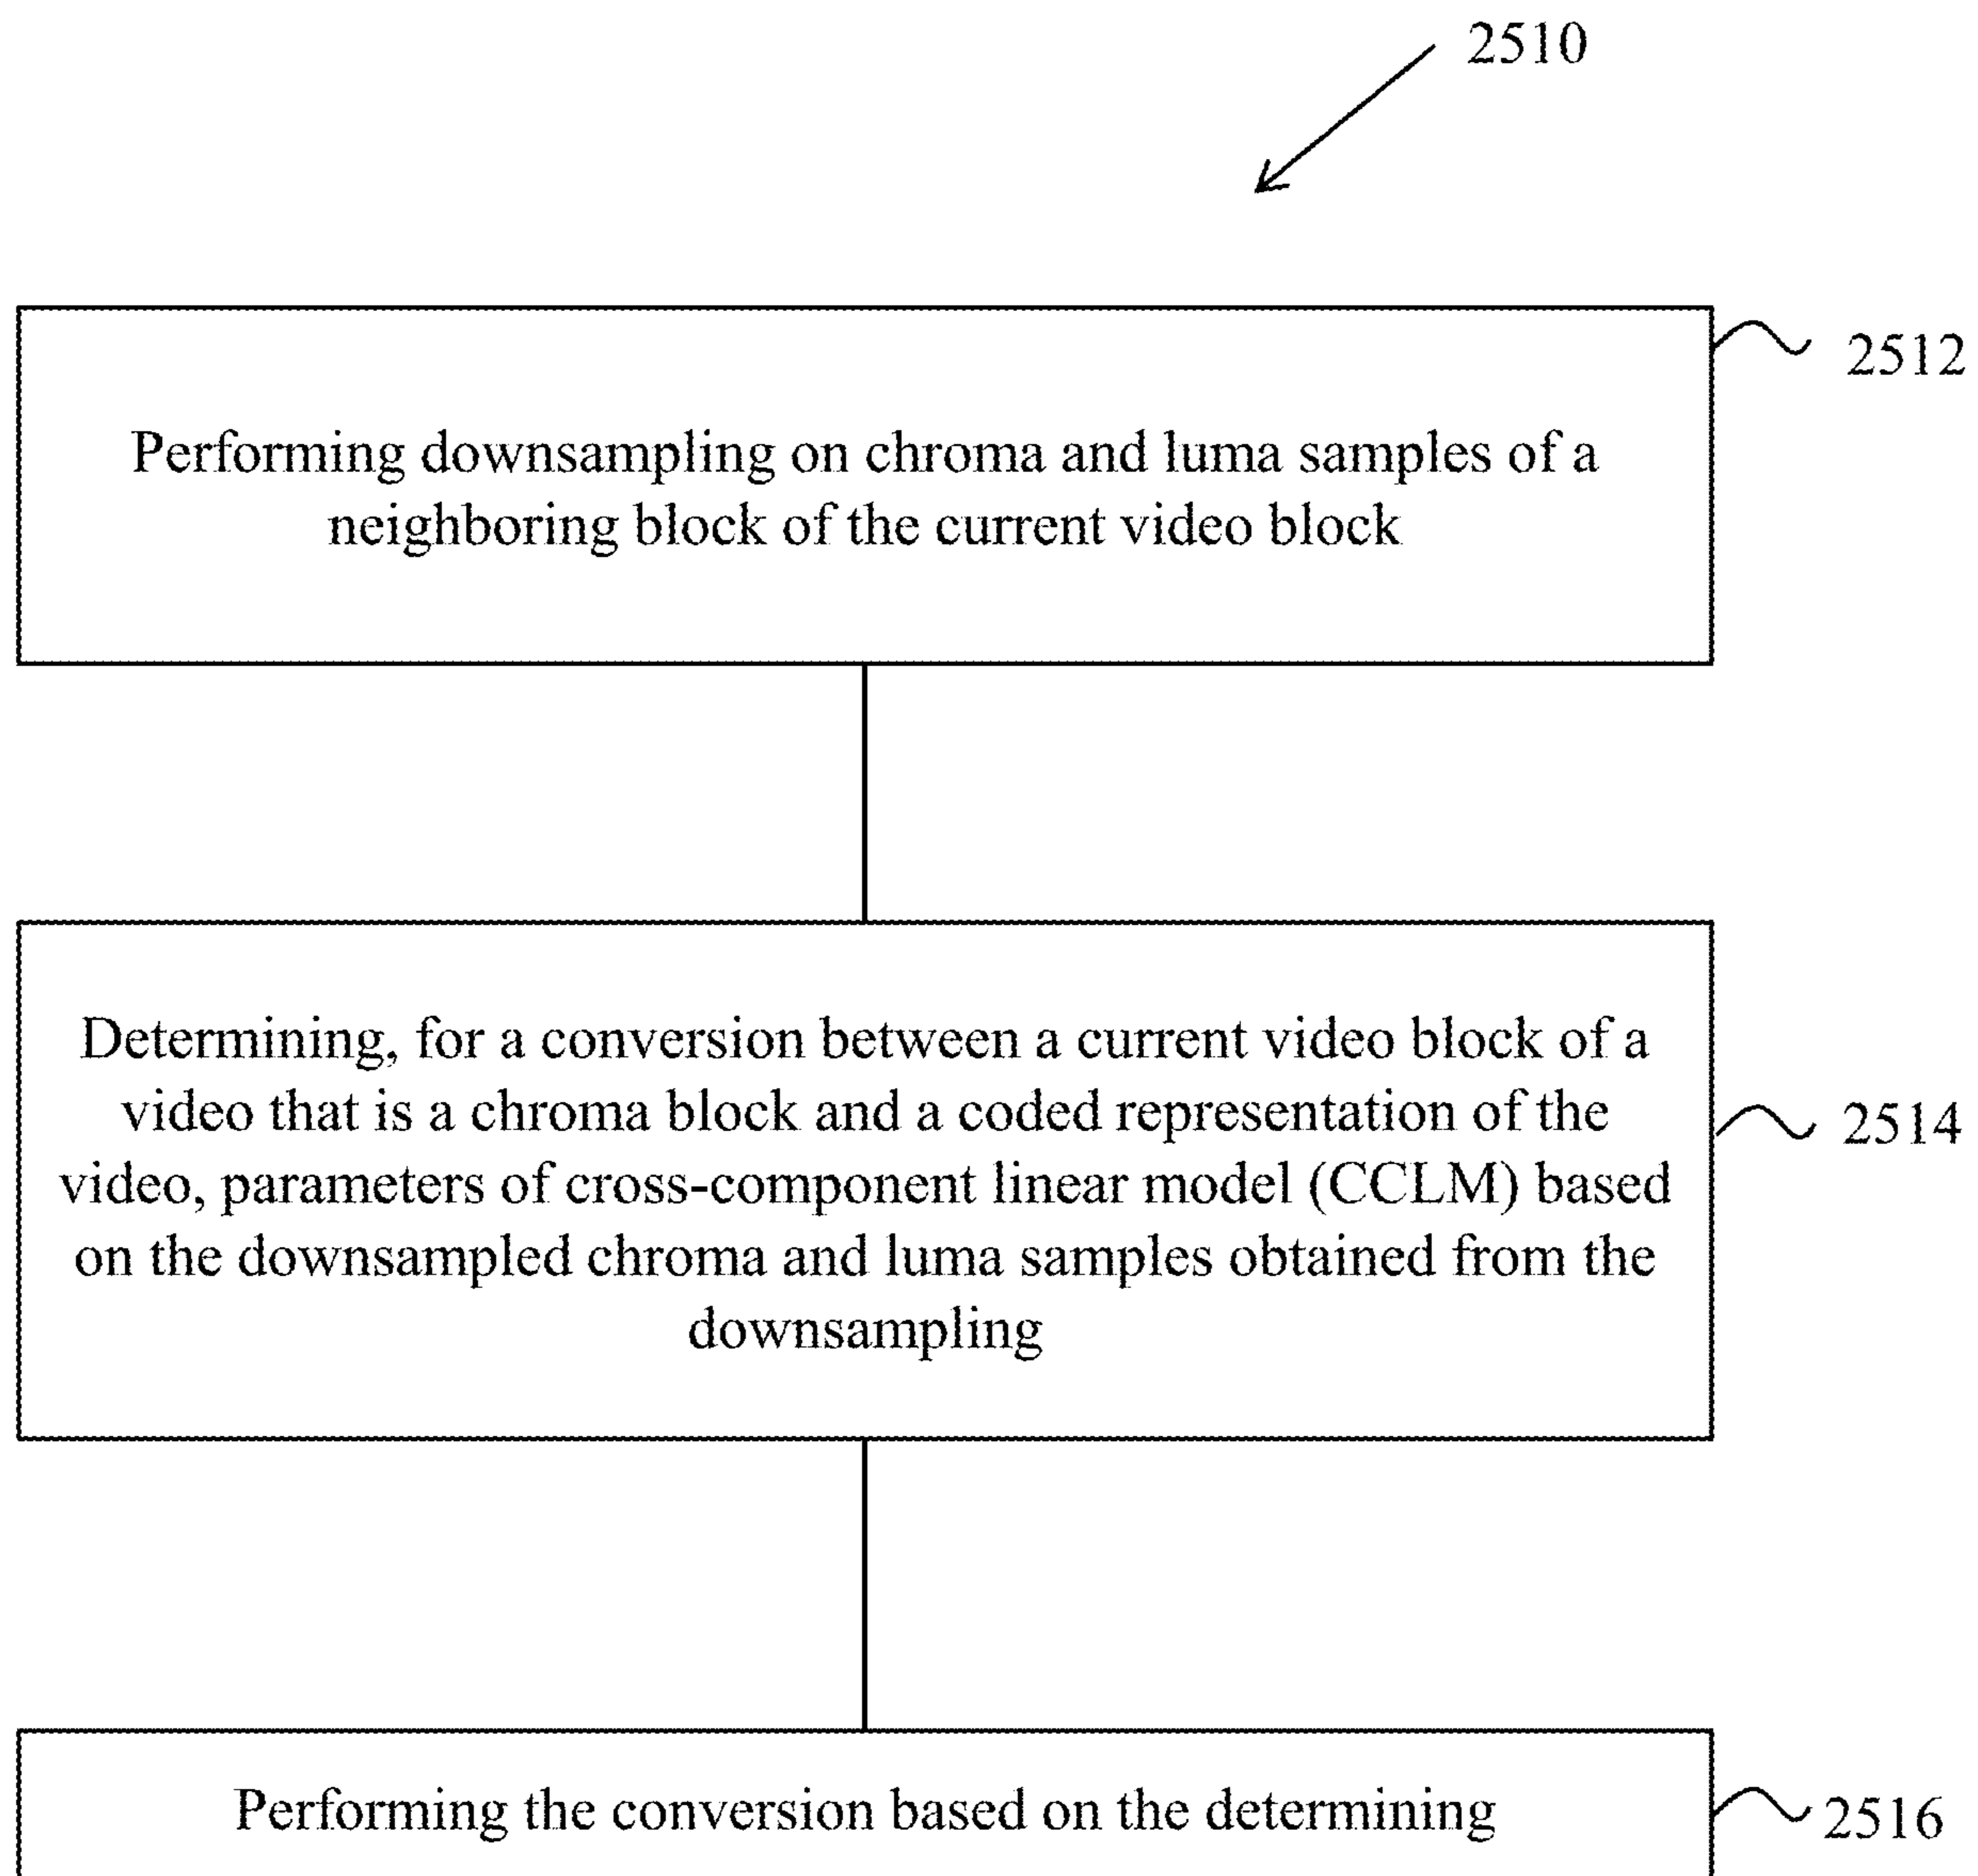 2510
2512
Performing downsampling on chroma and luma samples of a
neighboring block of the current video block
Determining, for a conversion between a current video block of a
video that is a chroma block and a coded representation of the
video, parameters of cross-component linear model (CCLM) based
on the downsampled chroma and luma samples obtained from the
downsampling
2514
Performing the conversion based on the determining
2516